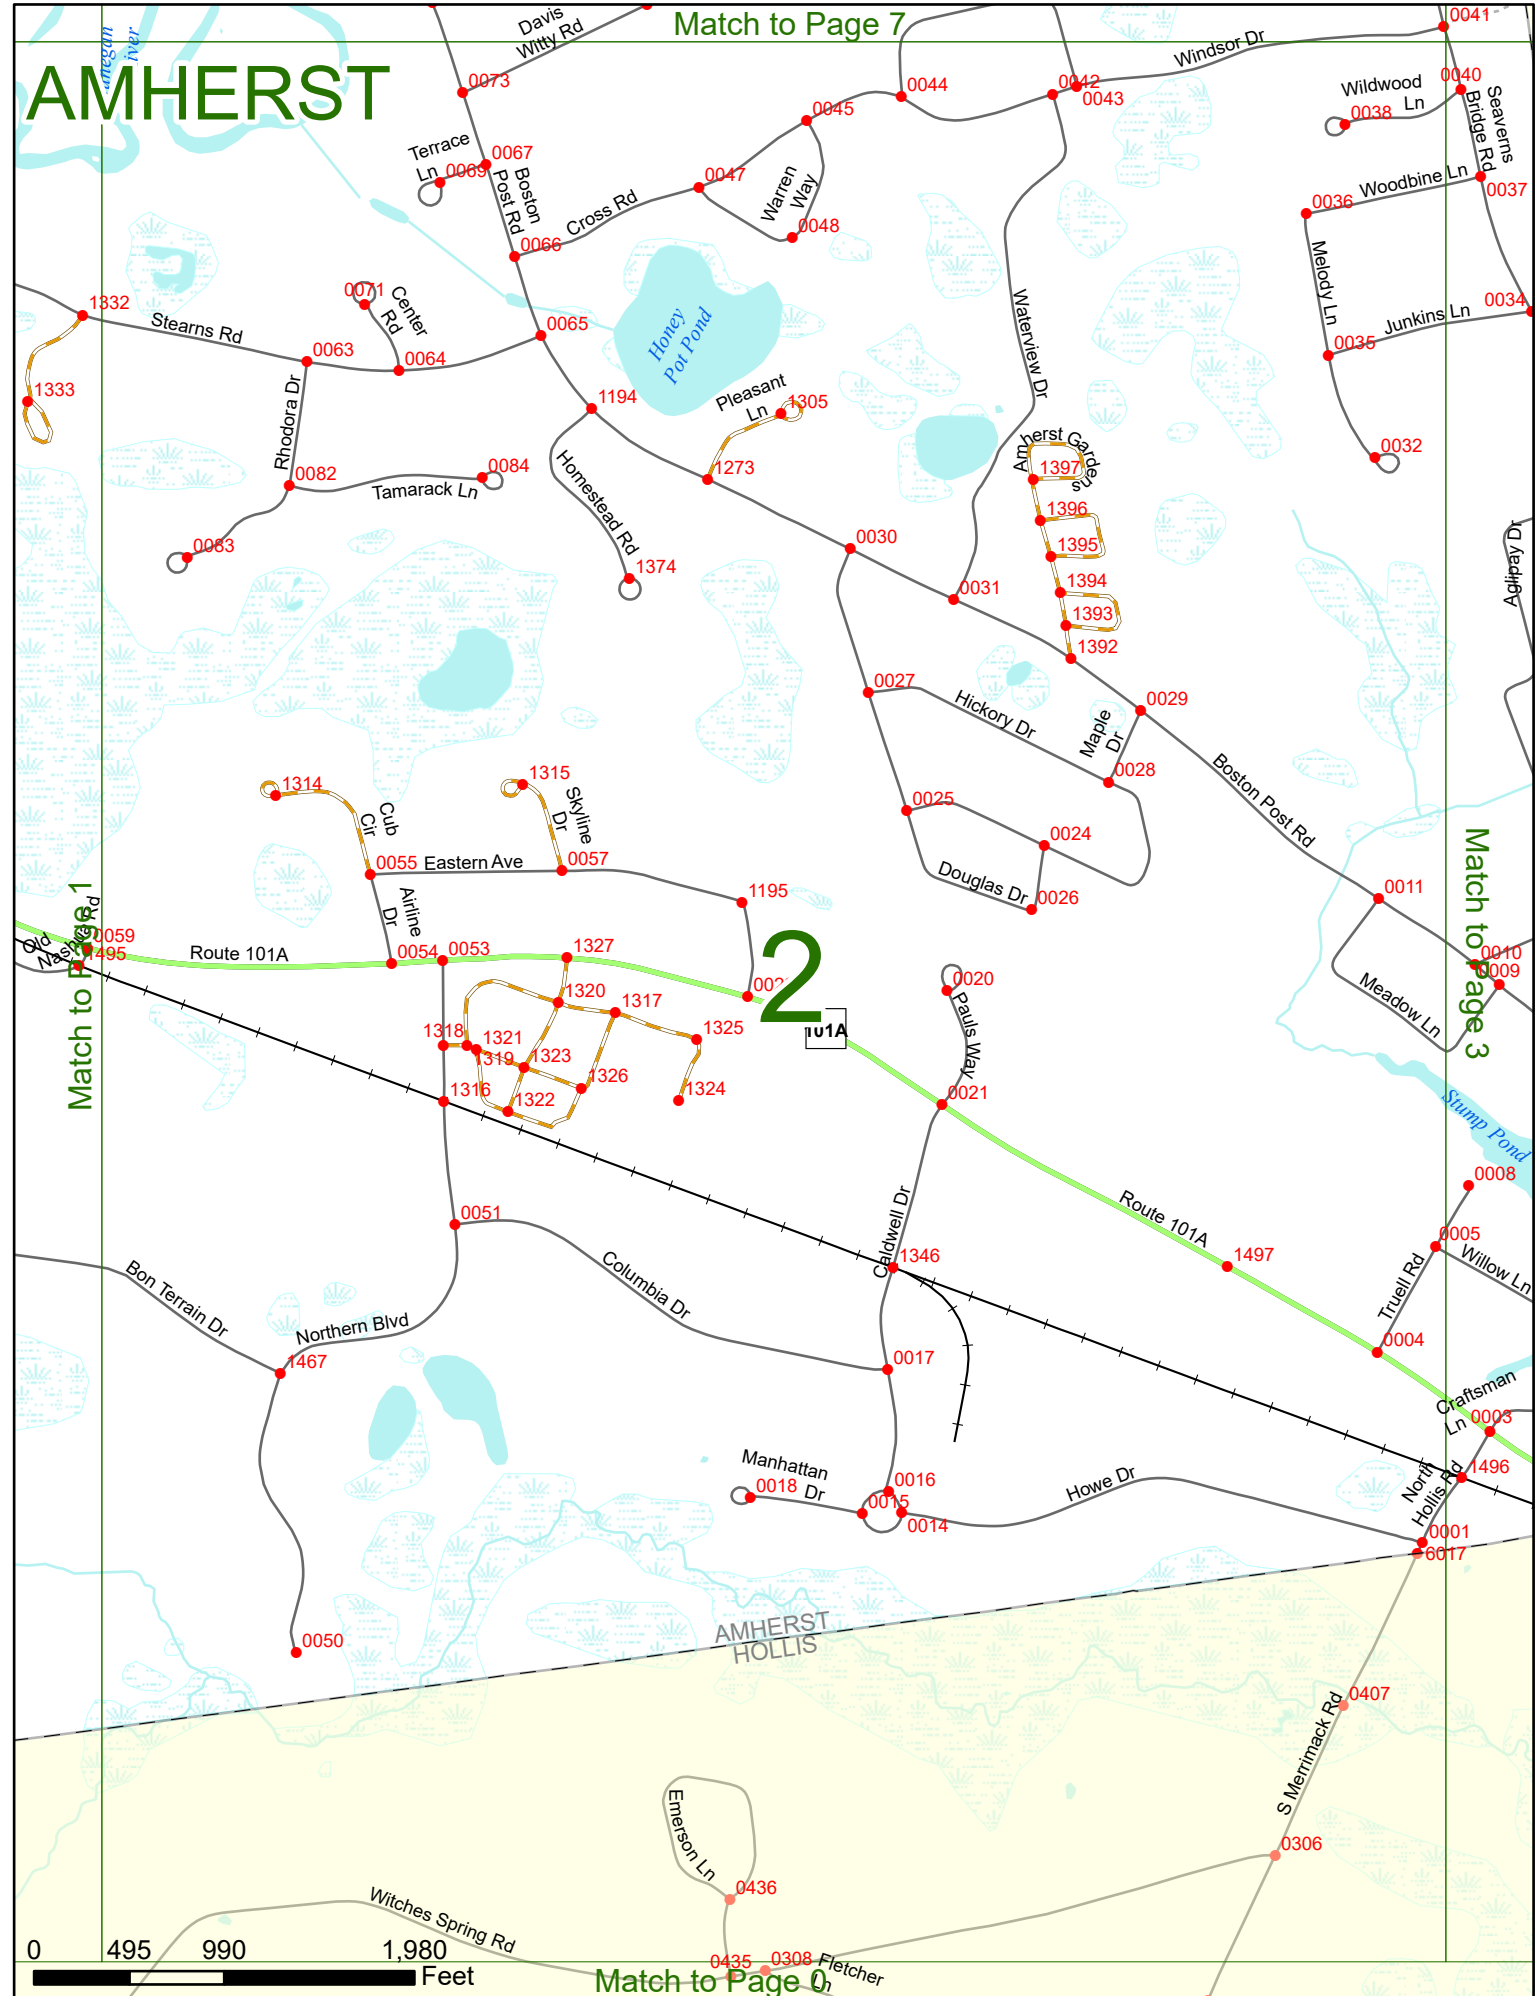 Match to Page 7
AMHERST
Davis
Witty Rd
0073
0044
0042
0043
Windsor Dr
0041
0040
Wildwood
Ln
0038
Seaverns
Bridge Rd
0045
Terrace
Ln
0069
0067
Boston
Post Rd
0047
Warren
Way
0048
Cross Rd
0066
Woodbine Ln
0037
0036
Melody Ln
Junkins Ln
0034
0035
0032
1332
Stearns Rd
0071
Center
Rd
0065
0063
0064
1333
Rhodora Dr
Honey
Pot Pond
Waterview Dr
1194
Pleasant
Ln
1305
1273
Homestead Rd
1374
0082
Tamarack Ln
0084
0083
Amherst Gardens
1397
1396
1395
1394
1393
1392
0030
0031
Aglipay Dr
0027
Hickory Dr
Maple
Dr
0029
0028
Boston Post Rd
0025
0024
Douglas Dr
0026
1314
Cub
Cir
1315
Skyline
Dr
0055
Eastern Ave
0057
1195
Airline
Dr
0011
0010
0009
Meadow Ln
Match to Page 3
Match to Page 1
Old
Nashua Rd
0059
1495
Route 101A
0054
0053
1327
2
101A
0020
Pauls Way
0021
1320
1317
1325
1318
1321
1319
1323
1326
1324
1316
1322
Stump Pond
0008
0005
Willow Ln
Truell Rd
0004
Route 101A
1497
Caldwell Dr
1346
0051
Columbia Dr
Bon Terrain Dr
Northern Blvd
1467
0017
Craftsman
Ln
0003
1496
North
Hollis Rd
Manhattan
Dr
0018
0015
0016
0014
Howe Dr
0001
6017
0050
AMHERST
HOLLIS
0407
S Merrimack Rd
0306
Emerson Ln
0436
Witches Spring Rd
0435
0308
Fletcher
Ln
0 495 990 1,980
Feet
Match to Page 0